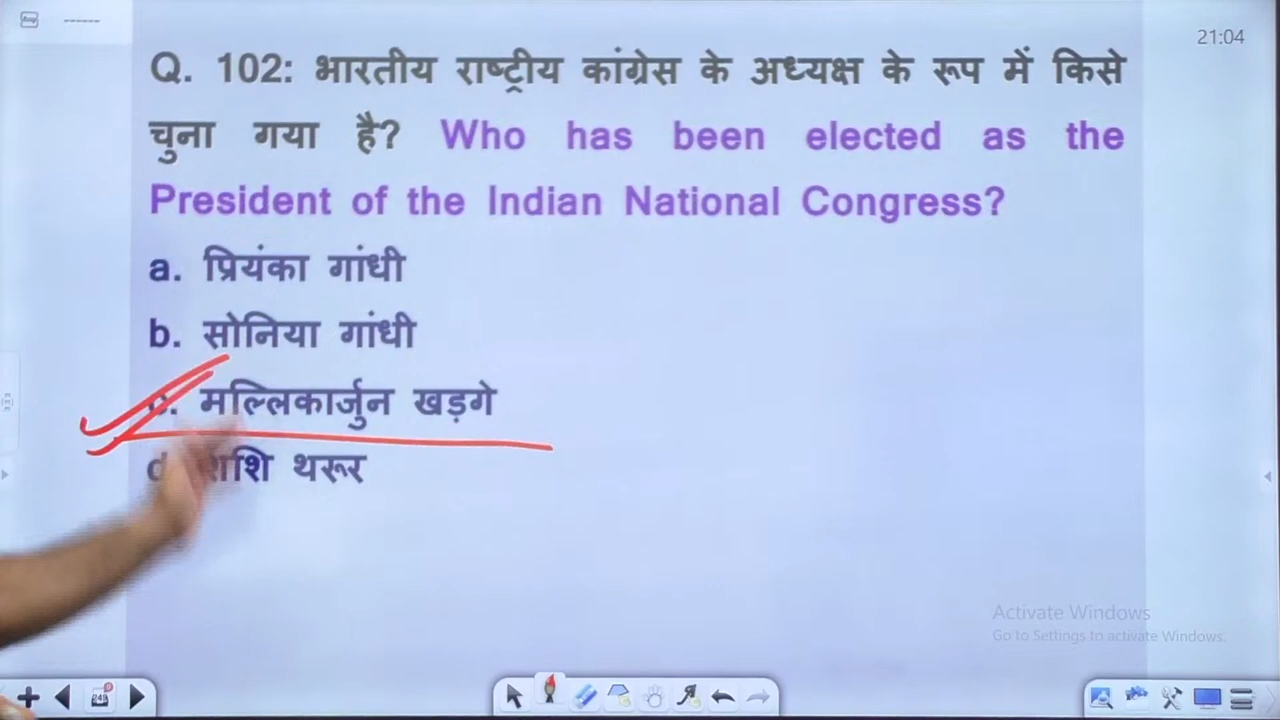 21:04
Q. 102: भारतीय राष्ट्रीय कांग्रेस के अध्यक्ष के रूप में किसे
चुना गया है? Who has been elected as the
President of the Indian National Congress?
a. प्रियंका गांधी
b. सोनिया गांधी
c. मल्लिकार्जुन खड़गे
d. शशि थरूर
Activate Windows
Go to Settings to activate Windows.
249